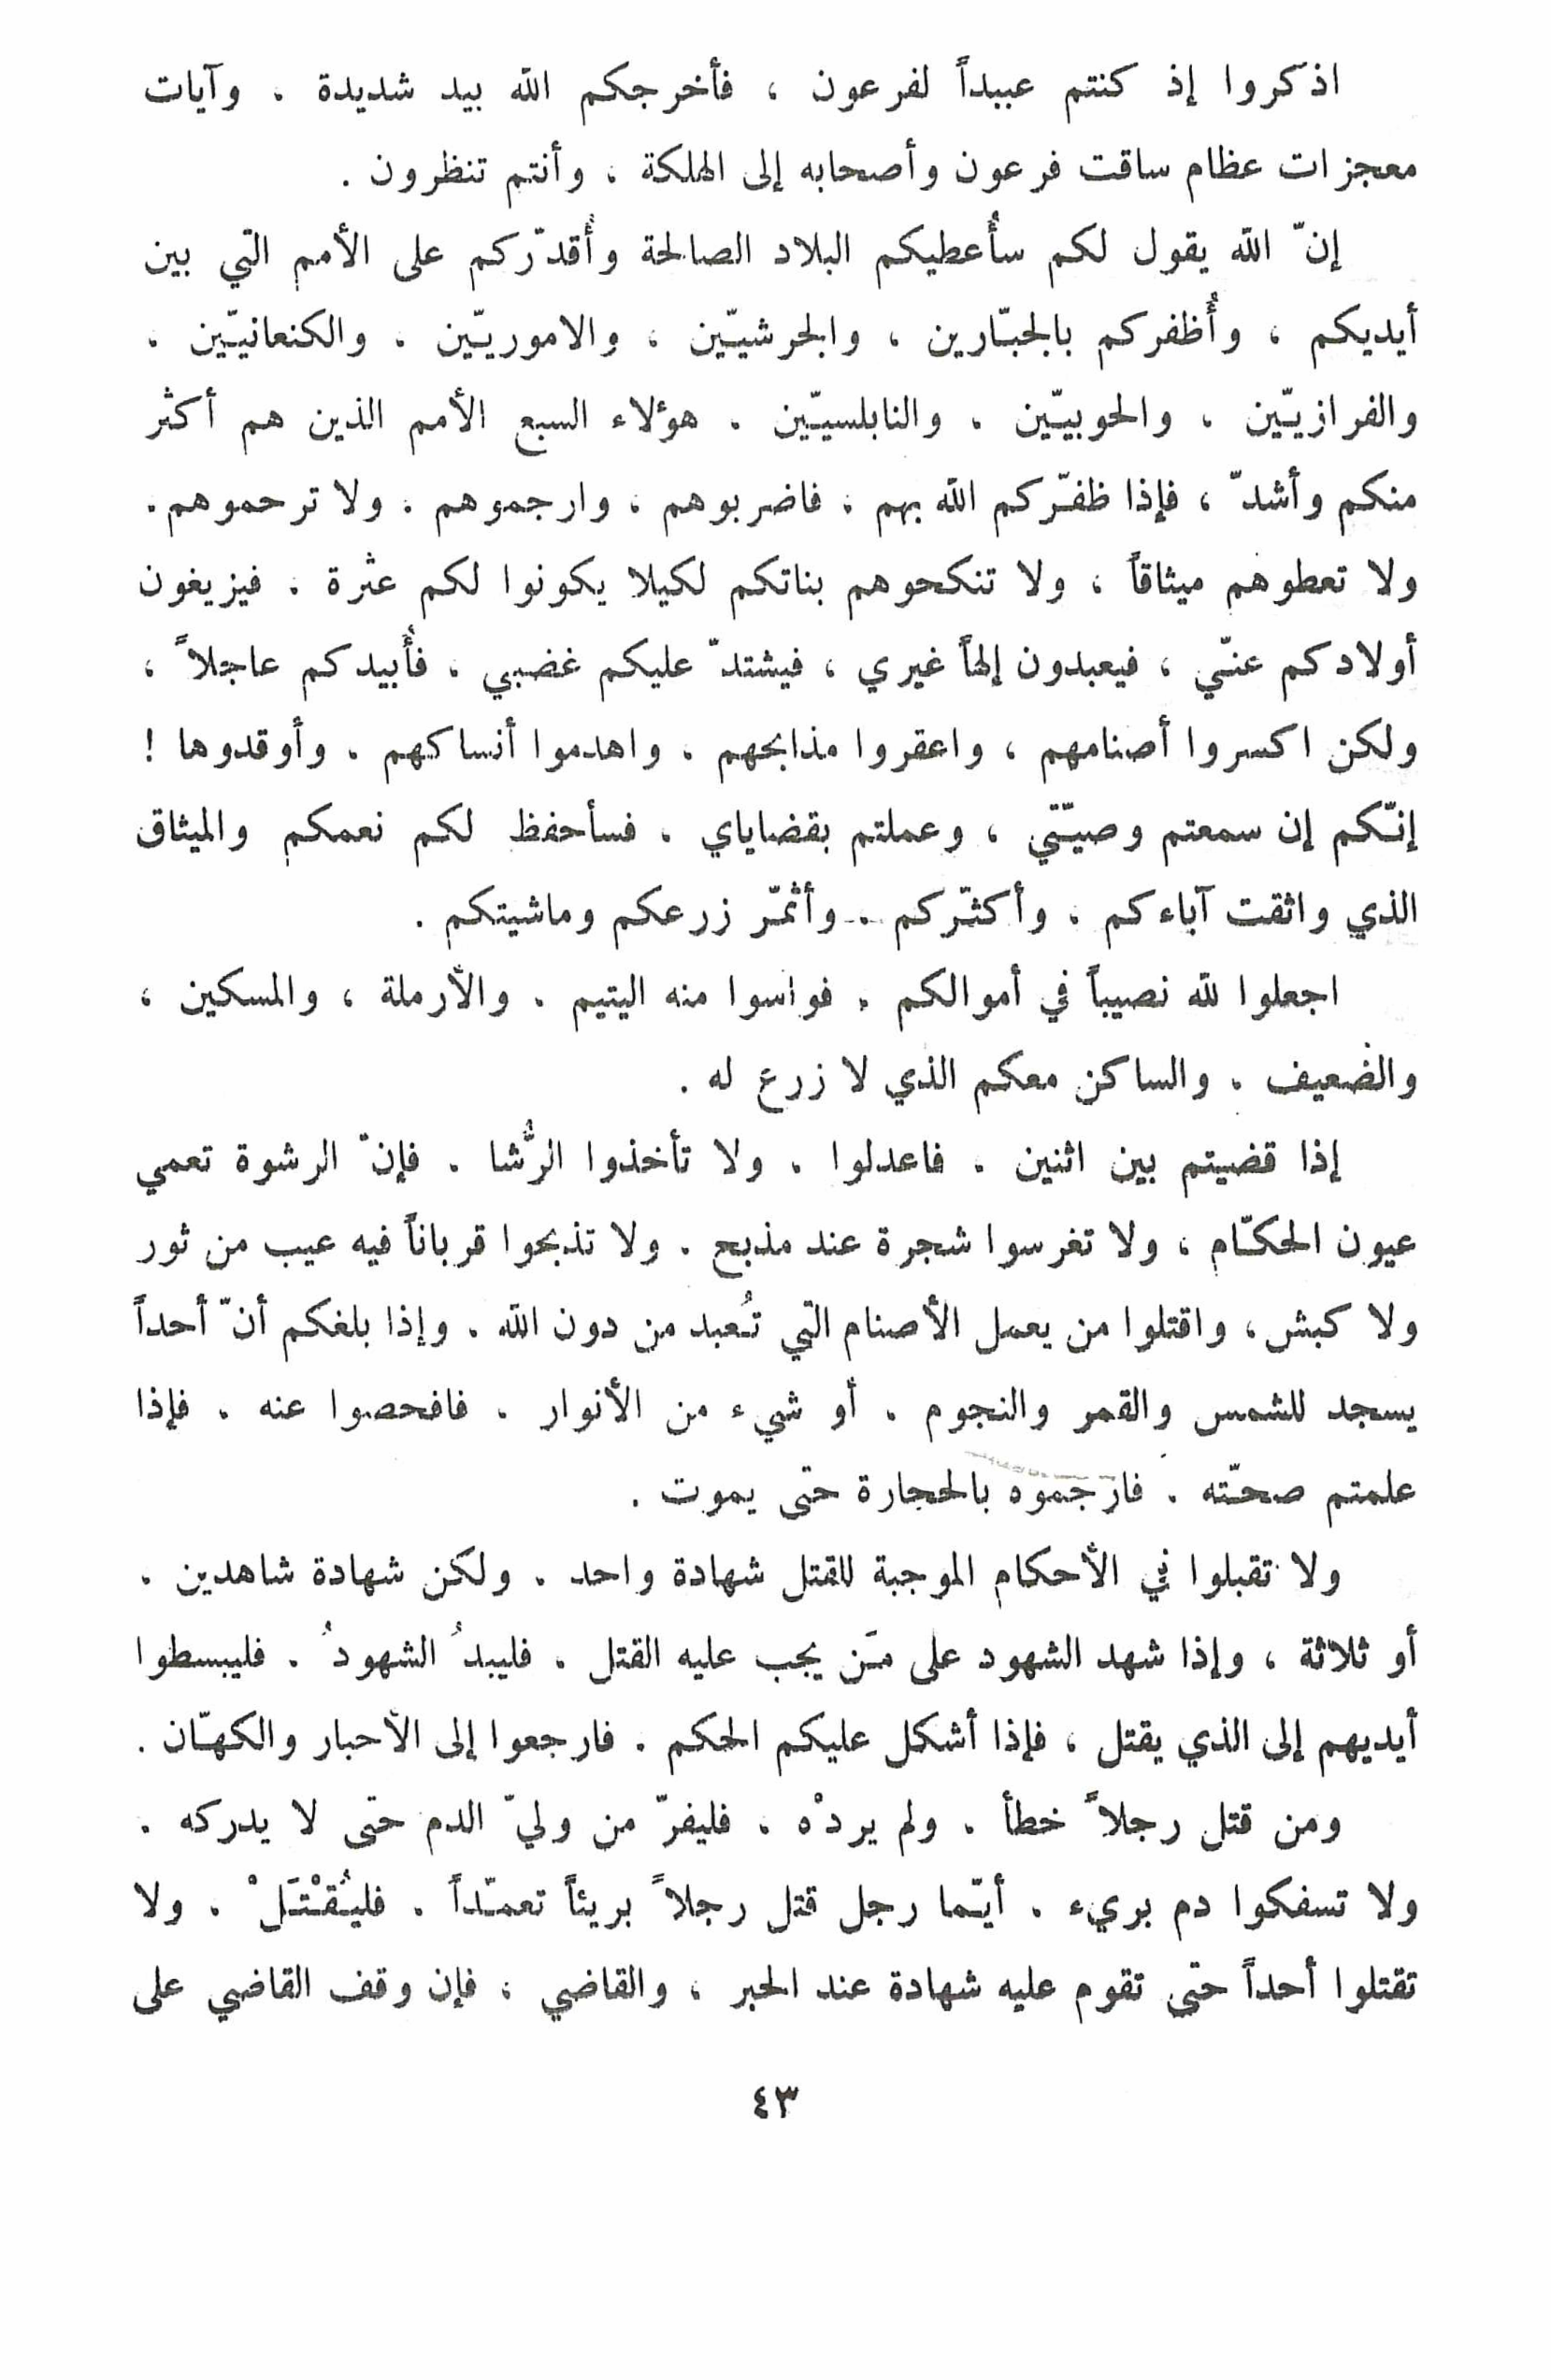 اذكروا إذ كنتم عبيداً لفرعون ، فأخرجكم الله بيد شديدة ، وآيات
معجزات عظام ساقت فرعون وأصحابه إلى الهلكة ، وأنتم تنظرون .
إنّ الله يقول لكم سأُعطيكم البلاد الصالحة وأُقدّركم على الأمم التي بين
أيديكم ، وأُظفركم بالجبّارين ، والجرشيّين ، والاموريّين ، والكنعانيّين ،
والفرازيّين ، والحوبيّين ، والنابلسيّين ، هؤلاء السبع الأمم الذين هم أكثر
منكم وأشدّ ، فإذا ظفّركم الله بهم ، فاضربوهم ، وارجموهم ، ولا ترحموهم،
ولا تعطوهم ميثاقاً ، ولا تنكحوهم بناتكم لكيلا يكونوا لكم عثرة ، فيزيغون
أولادكم عنّي ، فيعبدون إلهاً غيري ، فيشتدّ عليكم غضبي ، فأُبيدكم عاجلاً ،
ولكن اكسروا أصنامهم ، واعقروا مذابحهم ، واهدموا أنساكهم ، وأوقدوها !
إنّكم إن سمعتم وصيّتي ، وعملتم بقضاياي ، فسأحفظ لكم نعمكم والميثاق
الذي واثقت آباءكم ، وأكثّركم ، وأثمّر زرعكم وماشيتكم .
اجعلوا لله نصيباً في أموالكم ، فواسوا منه اليتيم ، والأرملة ، والمسكين ،
والضعيف ، والساكن معكم الذي لا زرع له .
إذا قضيتم بين اثنين ، فاعدلوا ، ولا تأخذوا الرُّشا ، فإنّ الرشوة تعمي
عيون الحكّام ، ولا تغرسوا شجرة عند مذبح ، ولا تذبحوا قرباناً فيه عيب من ثور
ولا كبش، واقتلوا من يعمل الأصنام التي تُعبد من دون الله ، وإذا بلغكم أنّ أحداً
يسجد للشمس والقمر والنجوم ، أو شيء من الأنوار ، فافحصوا عنه ، فإذا
علمتم صحّته ، فارجموه بالحجارة حتى يموت .
ولا تقبلوا في الأحكام الموجبة للقتل شهادة واحد ، ولكن شهادة شاهدين ،
أو ثلاثة ، وإذا شهد الشهود على مَن يجب عليه القتل ، فليبدُ الشهودُ ، فليبسطوا
أيديهم إلى الذي يقتل ، فإذا أشكل عليكم الحكم ، فارجعوا إلى الأحبار والكهّان .
ومن قتل رجلاً خطأ ، ولم يردْه ، فليفرّ من وليّ الدم حتى لا يدركه ،
ولا تسفكوا دم بريء ، أيّما رجل قتل رجلاً بريئاً تعمّداً ، فليُقْتَلْ ، ولا
تقتلوا أحداً حتى تقوم عليه شهادة عند الحبر ، والقاضي ، فإن وقف القاضي على
٤٣